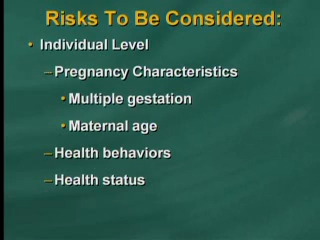 Risks To Be Considered:
• Individual Level
– Pregnancy Characteristics
• Multiple gestation
• Maternal age
– Health behaviors
– Health status